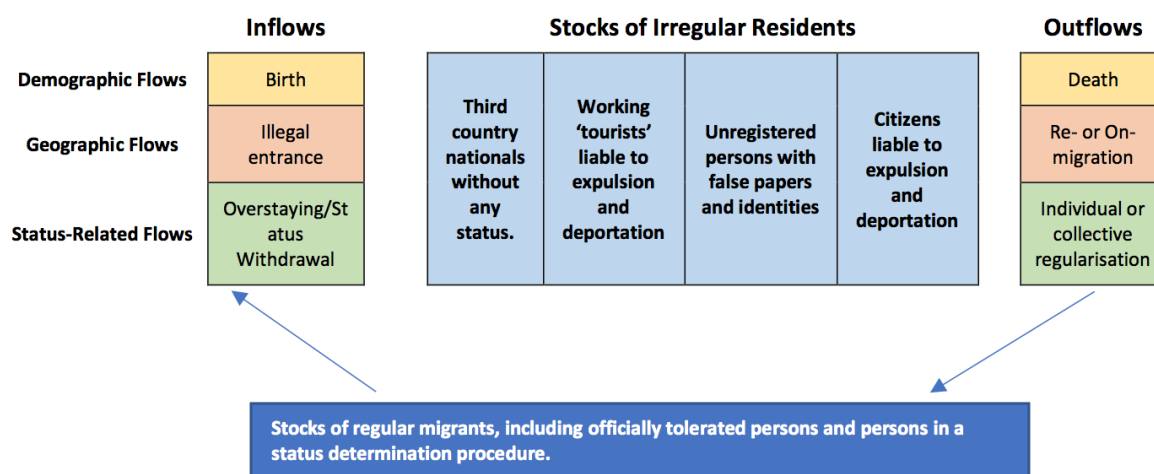 Inflows
Stocks of Irregular Residents
Outflows
Demographic Flows
Geographic Flows
Status-Related Flows
Birth
Illegal
entrance
Overstaying/St
atus
Withdrawal
Third
country
nationals
without
any
status.
Working
‘tourists’
liable to
expulsion
and
deportation
Unregistered
persons with
false papers
and identities
Citizens
liable to
expulsion
and
deportation
Death
Re- or On-
migration
Individual or
collective
regularisation
Stocks of regular migrants, including officially tolerated persons and persons in a
status determination procedure.